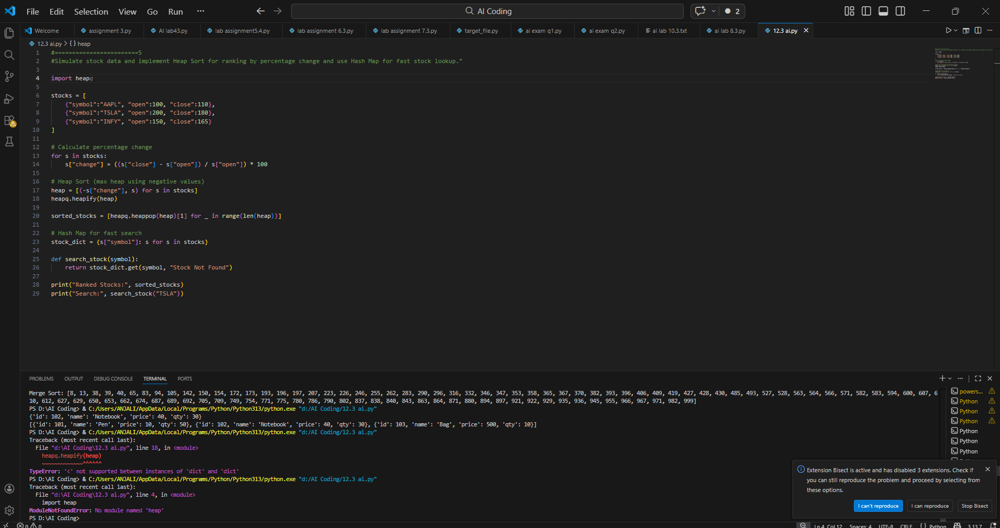 File Edit Selection View Go Run ··· AI Coding 2
Welcome assignment 3.py AI lab43.py lab assignment5.4.py lab assignment 6.3.py lab assignment 7.3.py target_file.py ai exam q1.py ai exam q2.py ai lab 10.3.txt ai lab 8.3.py 12.3 ai.py
12.3 ai.py > {} heap
1 #========================5
2 #Simulate stock data and implement Heap Sort for ranking by percentage change and use Hash Map for fast stock lookup."
3
4 import heapq
5
6 stocks = [
7     {"symbol":"AAPL", "open":100, "close":110},
8     {"symbol":"TSLA", "open":200, "close":180},
9     {"symbol":"INFY", "open":150, "close":165}
10 ]
11
12 # Calculate percentage change
13 for s in stocks:
14     s["change"] = ((s["close"] - s["open"]) / s["open"]) * 100
15
16 # Heap Sort (max heap using negative values)
17 heap = [(-s["change"], s) for s in stocks]
18 heapq.heapify(heap)
19
20 sorted_stocks = [heapq.heappop(heap)[1] for _ in range(len(heap))]
21
22 # Hash Map for fast search
23 stock_dict = {s["symbol"]: s for s in stocks}
24
25 def search_stock(symbol):
26     return stock_dict.get(symbol, "Stock Not Found")
27
28 print("Ranked Stocks:", sorted_stocks)
29 print("Search:", search_stock("TSLA"))
PROBLEMS OUTPUT DEBUG CONSOLE TERMINAL PORTS
Merge Sort: [8, 13, 38, 39, 40, 65, 83, 94, 105, 142, 150, 154, 172, 173, 193, 196, 197, 207, 223, 226, 246, 255, 262, 283, 290, 296, 316, 332, 346, 347, 353, 358, 365, 367, 370, 382, 393, 396, 406, 409, 419, 427, 428, 430, 485, 493, 527, 528, 563, 564, 566, 571, 582, 583, 594, 600, 607, 6
10, 612, 627, 629, 650, 653, 662, 674, 687, 689, 692, 705, 709, 749, 754, 771, 775, 780, 786, 790, 802, 837, 838, 840, 843, 863, 864, 871, 880, 894, 897, 921, 922, 929, 935, 936, 945, 955, 966, 967, 971, 982, 999]
PS D:\AI Coding> & C:/Users/ANJALI/AppData/Local/Programs/Python/Python313/python.exe "d:/AI Coding/12.3 ai.py"
{'id': 102, 'name': 'Notebook', 'price': 40, 'qty': 30}
[{'id': 101, 'name': 'Pen', 'price': 10, 'qty': 50}, {'id': 102, 'name': 'Notebook', 'price': 40, 'qty': 30}, {'id': 103, 'name': 'Bag', 'price': 500, 'qty': 10}]
PS D:\AI Coding> & C:/Users/ANJALI/AppData/Local/Programs/Python/Python313/python.exe "d:/AI Coding/12.3 ai.py"
Traceback (most recent call last):
  File "d:\AI Coding\12.3 ai.py", line 18, in <module>
    heapq.heapify(heap)
    ~~~~~~~~~~~~~^^^^^^
TypeError: '<' not supported between instances of 'dict' and 'dict'
PS D:\AI Coding> & C:/Users/ANJALI/AppData/Local/Programs/Python/Python313/python.exe "d:/AI Coding/12.3 ai.py"
Traceback (most recent call last):
  File "d:\AI Coding\12.3 ai.py", line 4, in <module>
    import heap
ModuleNotFoundError: No module named 'heap'
PS D:\AI Coding>
powers...
Python
Python
Python
Python
Python
Python
Extension Bisect is active and has disabled 3 extensions. Check if
you can still reproduce the problem and proceed by selecting from
these options.
I can't reproduce I can reproduce Stop Bisect
0 0 Ln 4, Col 12 Spaces: 4 UTF-8 CRLF {} Python 3.13.7